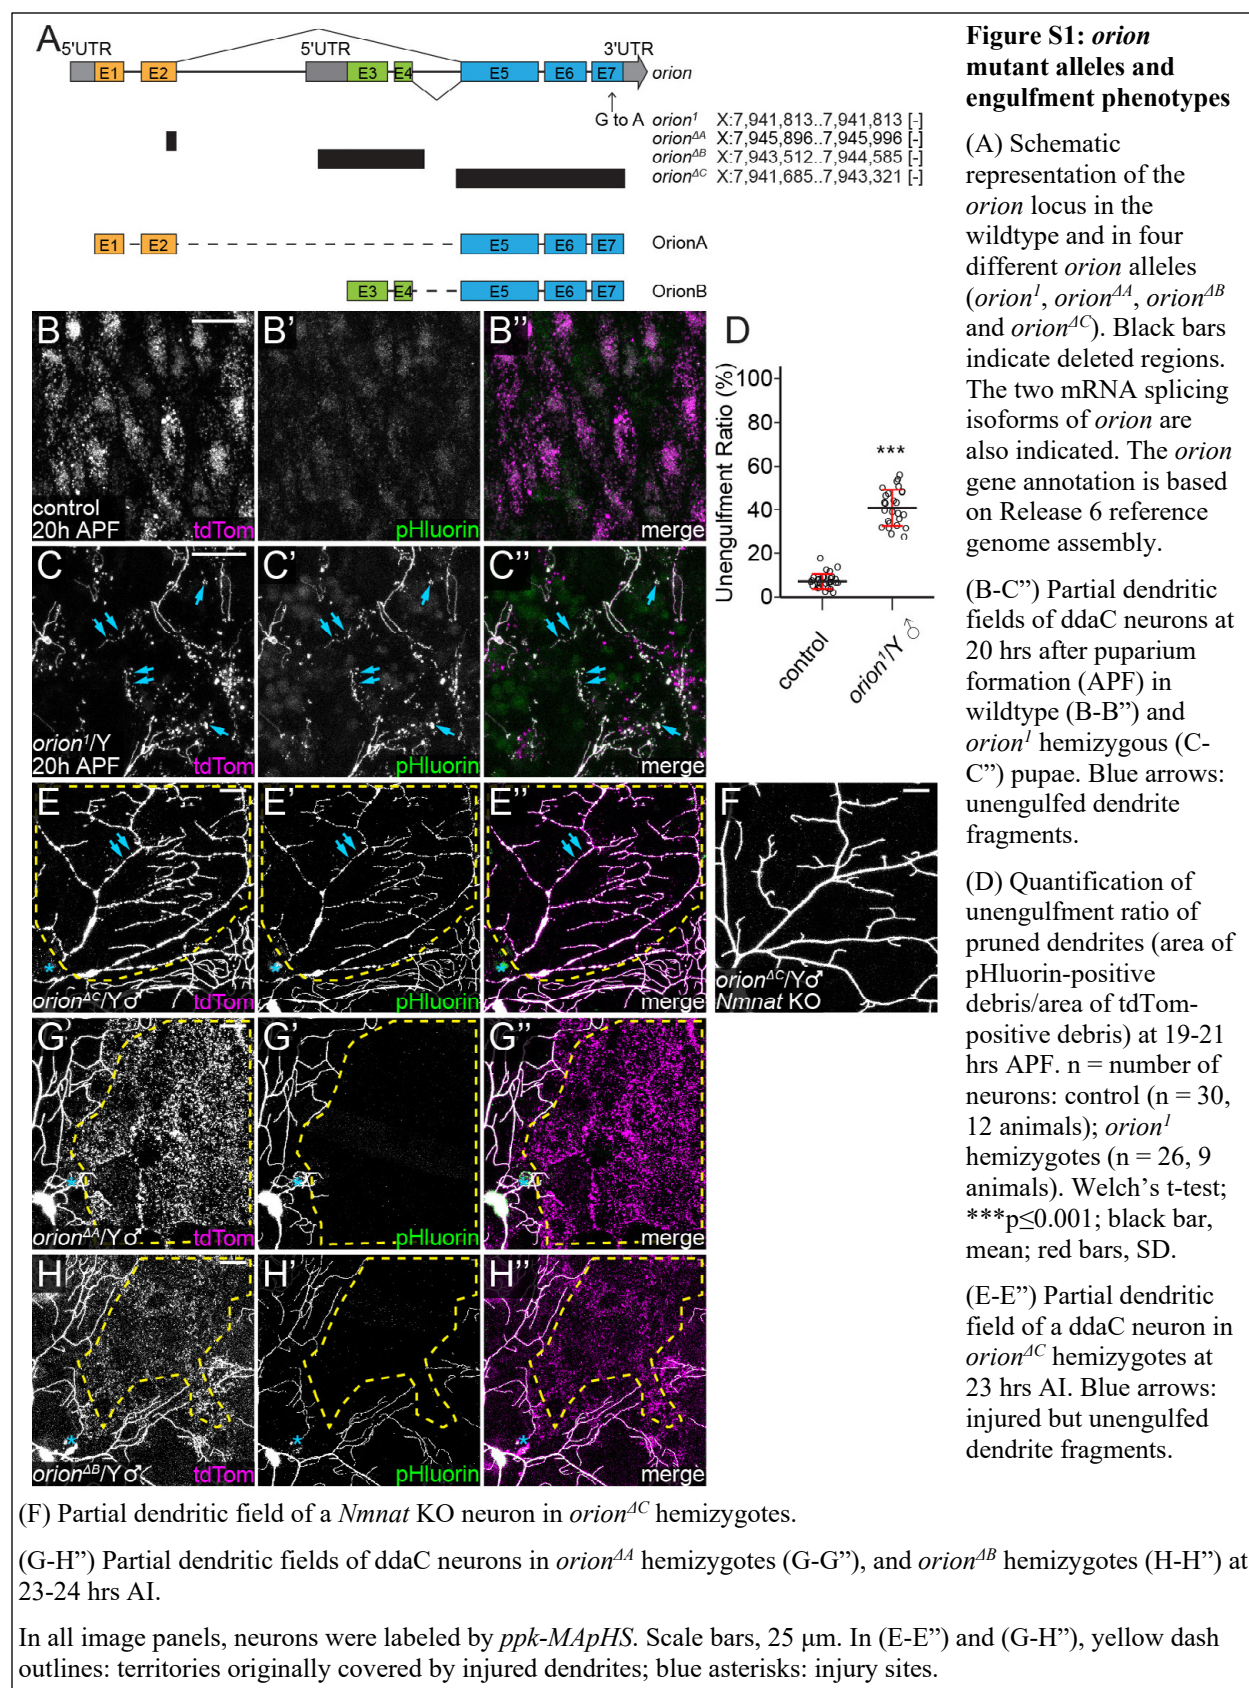 A
5'UTR 5'UTR 3'UTR
E1 E2 E3 E4 E5 E6 E7 orion
G to A orion1 X:7,941,813..7,941,813 [-]
orionΔA X:7,945,896..7,945,996 [-]
orionΔB X:7,943,512..7,944,585 [-]
orionΔC X:7,941,685..7,943,321 [-]
E1 E2 E5 E6 E7 OrionA
E3 E4 E5 E6 E7 OrionB
B B' B" D
control
20h APF tdTom pHluorin merge
C C' C"
orion1/Y
20h APF tdTom pHluorin merge
Unengulfment Ratio (%)
100
80
60
40
20
0
***
control orion1/Y ♂
E E' E" F
orionΔC/Y♂ tdTom pHluorin merge
orionΔC/Y♂
Nmnat KO
G G' G"
*
orionΔA/Y♂ tdTom pHluorin merge
H H' H"
*
orionΔB/Y♂ tdTom pHluorin merge
Figure S1: orion
mutant alleles and
engulfment phenotypes
(A) Schematic
representation of the
orion locus in the
wildtype and in four
different orion alleles
(orion1, orionΔA, orionΔB
and orionΔC). Black bars
indicate deleted regions.
The two mRNA splicing
isoforms of orion are
also indicated. The orion
gene annotation is based
on Release 6 reference
genome assembly.
(B-C”) Partial dendritic
fields of ddaC neurons at
20 hrs after puparium
formation (APF) in
wildtype (B-B”) and
orion1 hemizygous (C-
C”) pupae. Blue arrows:
unengulfed dendrite
fragments.
(D) Quantification of
unengulfment ratio of
pruned dendrites (area of
pHluorin-positive
debris/area of tdTom-
positive debris) at 19-21
hrs APF. n = number of
neurons: control (n = 30,
12 animals); orion1
hemizygotes (n = 26, 9
animals). Welch’s t-test;
***p≤0.001; black bar,
mean; red bars, SD.
(E-E”) Partial dendritic
field of a ddaC neuron in
orionΔC hemizygotes at
23 hrs AI. Blue arrows:
injured but unengulfed
dendrite fragments.
(F) Partial dendritic field of a Nmnat KO neuron in orionΔC hemizygotes.
(G-H”) Partial dendritic fields of ddaC neurons in orionΔA hemizygotes (G-G”), and orionΔB hemizygotes (H-H”) at
23-24 hrs AI.
In all image panels, neurons were labeled by ppk-MApHS. Scale bars, 25 μm. In (E-E”) and (G-H”), yellow dash
outlines: territories originally covered by injured dendrites; blue asterisks: injury sites.